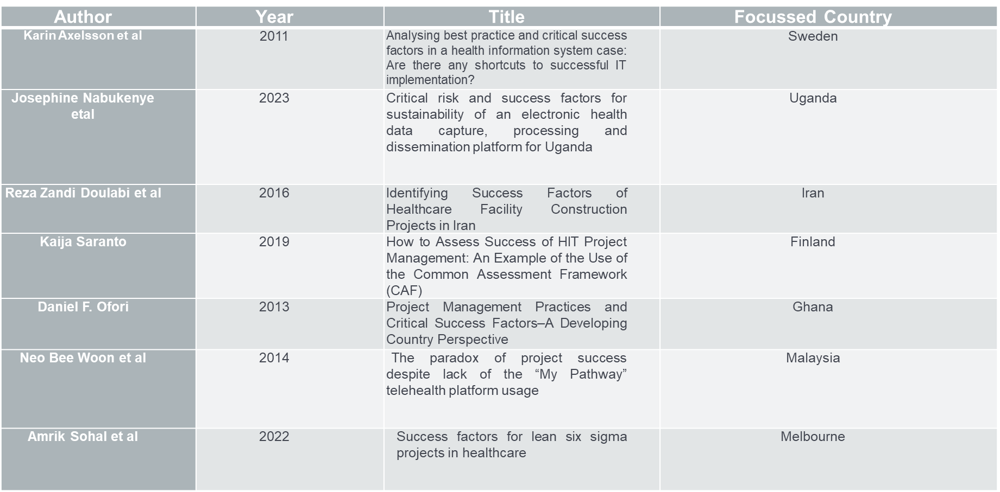 Author Year Title Focussed Country
Karin Axelsson et al 2011 Analysing best practice and critical success Sweden
factors in a health information system case:
Are there any shortcuts to successful IT
implementation?
Josephine Nabukenye 2023 Critical risk and success factors for Uganda
etal sustainability of an electronic health
data capture, processing and
dissemination platform for Uganda
Reza Zandi Doulabi et al 2016 Identifying Success Factors of Iran
Healthcare Facility Construction
Projects in Iran
Kaija Saranto 2019 How to Assess Success of HIT Project Finland
Management: An Example of the Use of
the Common Assessment Framework
(CAF)
Daniel F. Ofori 2013 Project Management Practices and Ghana
Critical Success Factors–A Developing
Country Perspective
Neo Bee Woon et al 2014 The paradox of project success Malaysia
despite lack of the “My Pathway”
telehealth platform usage
Amrik Sohal et al 2022 Success factors for lean six sigma Melbourne
projects in healthcare